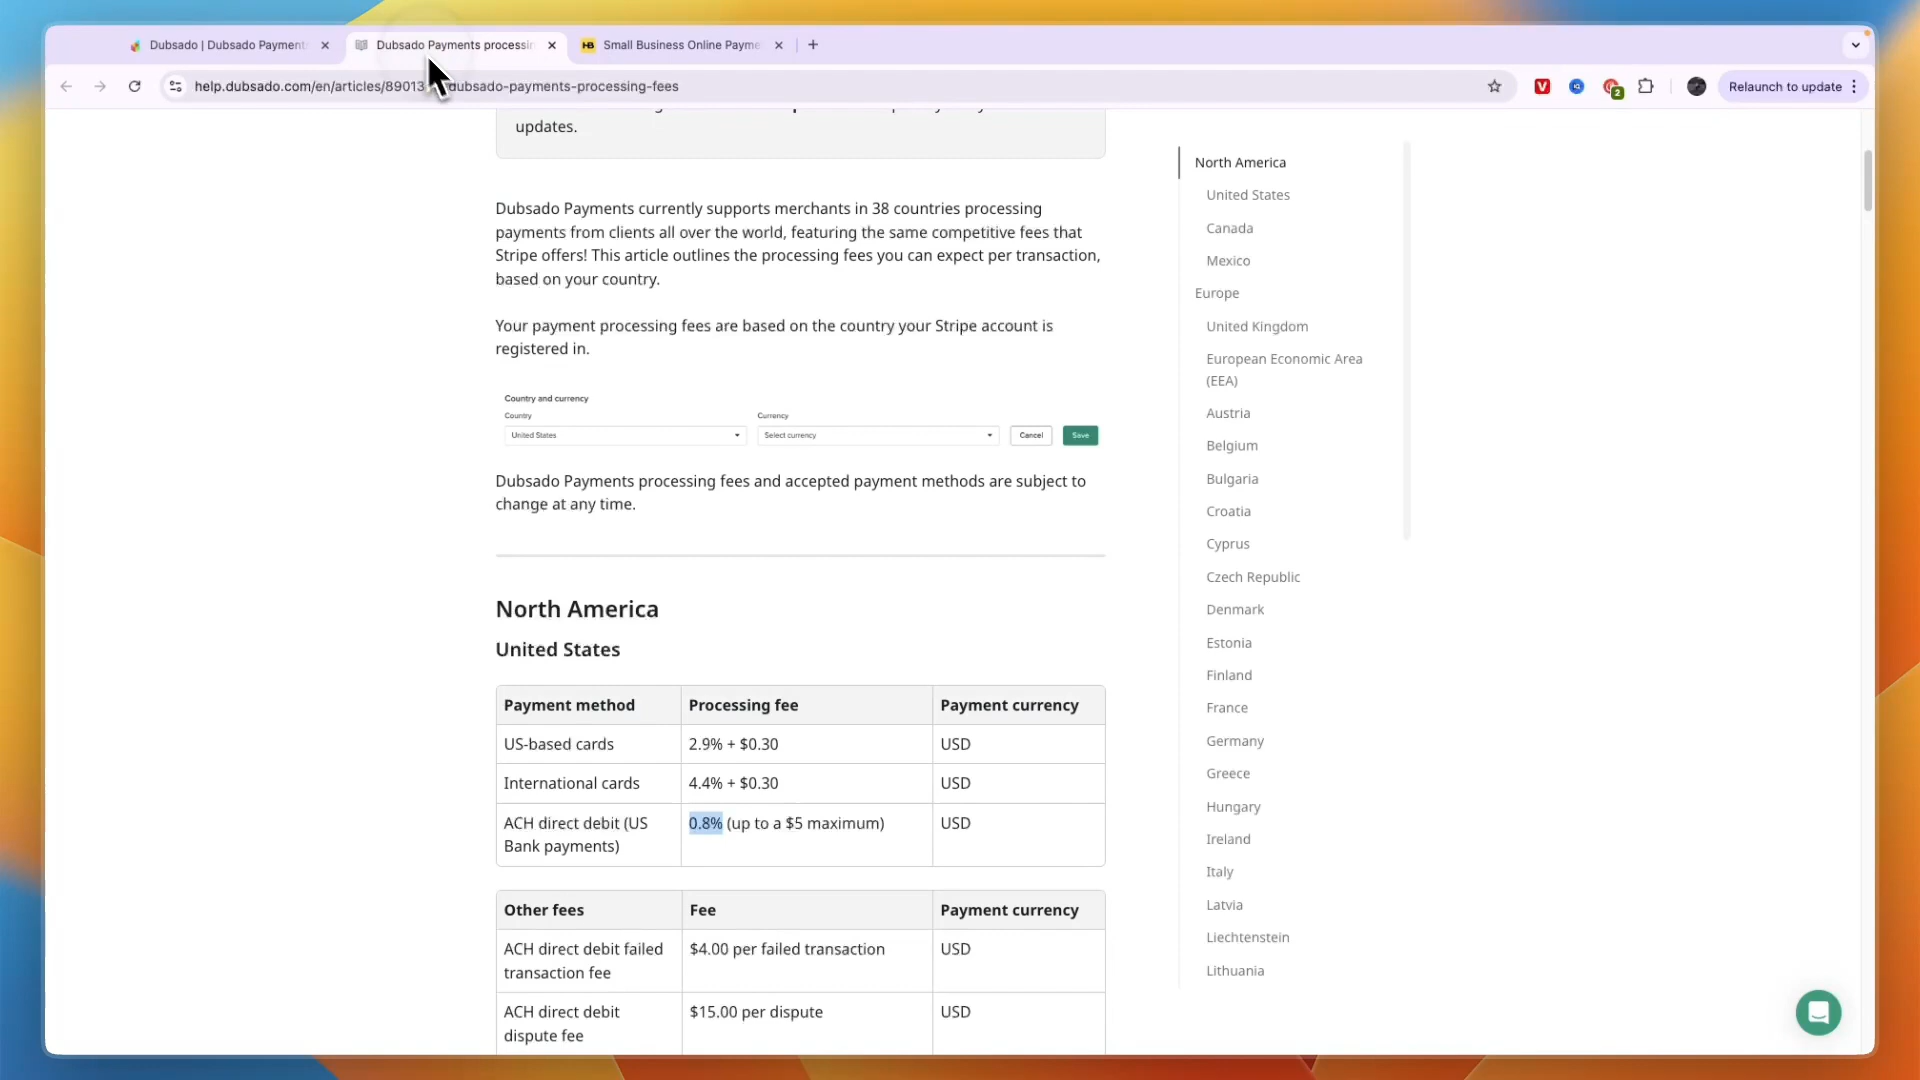 Dubsado | Dubsado Payment
Dubsado Payments processin
HB
Small Business Online Payme
help.dubsado.com/en/articles/89013
dubsado-payments-processing-fees
2
Relaunch to update
updates.
Dubsado Payments currently supports merchants in 38 countries processing
payments from clients all over the world, featuring the same competitive fees that
Stripe offers! This article outlines the processing fees you can expect per transaction,
based on your country.
Your payment processing fees are based on the country your Stripe account is
registered in.
Country and currency
Country
Currency
United States
Select currency
Cancel
Save
Dubsado Payments processing fees and accepted payment methods are subject to
change at any time.
North America
United States
Payment method
Processing fee
Payment currency
US-based cards
2.9% + $0.30
USD
International cards
4.4% + $0.30
USD
ACH direct debit (US
Bank payments)
0.8% (up to a $5 maximum)
USD
Other fees
Fee
Payment currency
ACH direct debit failed
transaction fee
$4.00 per failed transaction
USD
ACH direct debit
dispute fee
$15.00 per dispute
USD
North America
United States
Canada
Mexico
Europe
United Kingdom
European Economic Area
(EEA)
Austria
Belgium
Bulgaria
Croatia
Cyprus
Czech Republic
Denmark
Estonia
Finland
France
Germany
Greece
Hungary
Ireland
Italy
Latvia
Liechtenstein
Lithuania